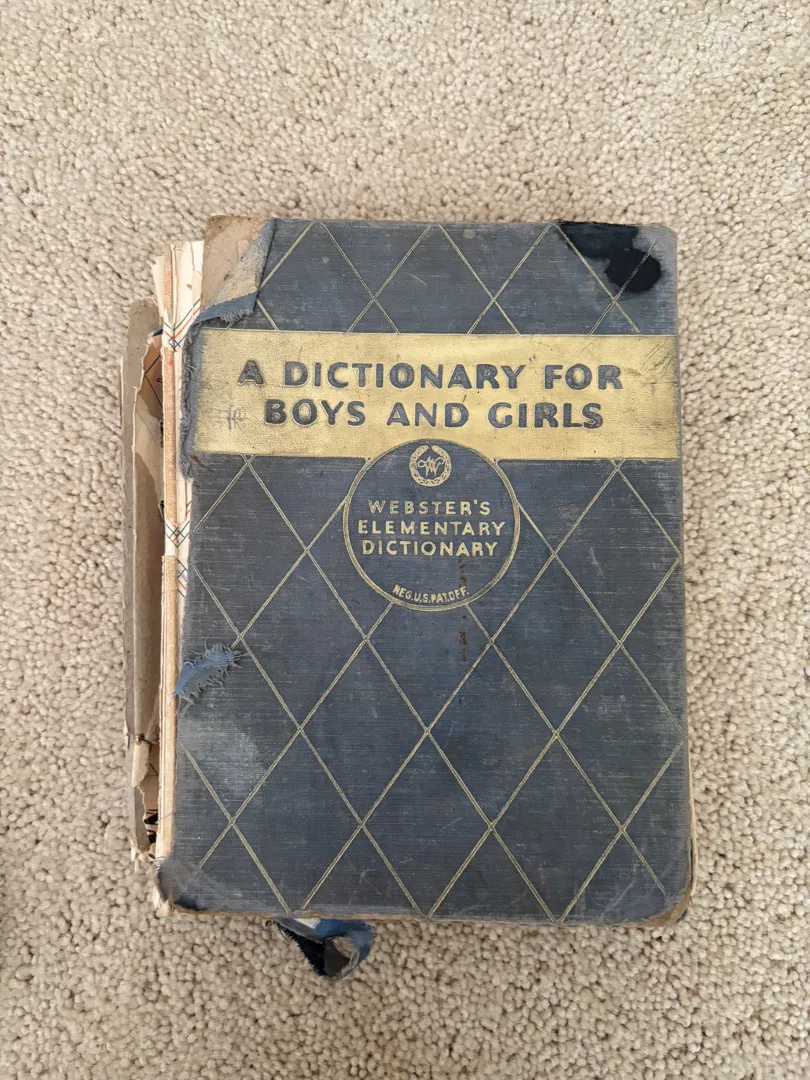 A DICTIONARY FOR
BOYS AND GIRLS
W
WEBSTER'S
ELEMENTARY
DICTIONARY
REG.U.S.PAT.OFF.